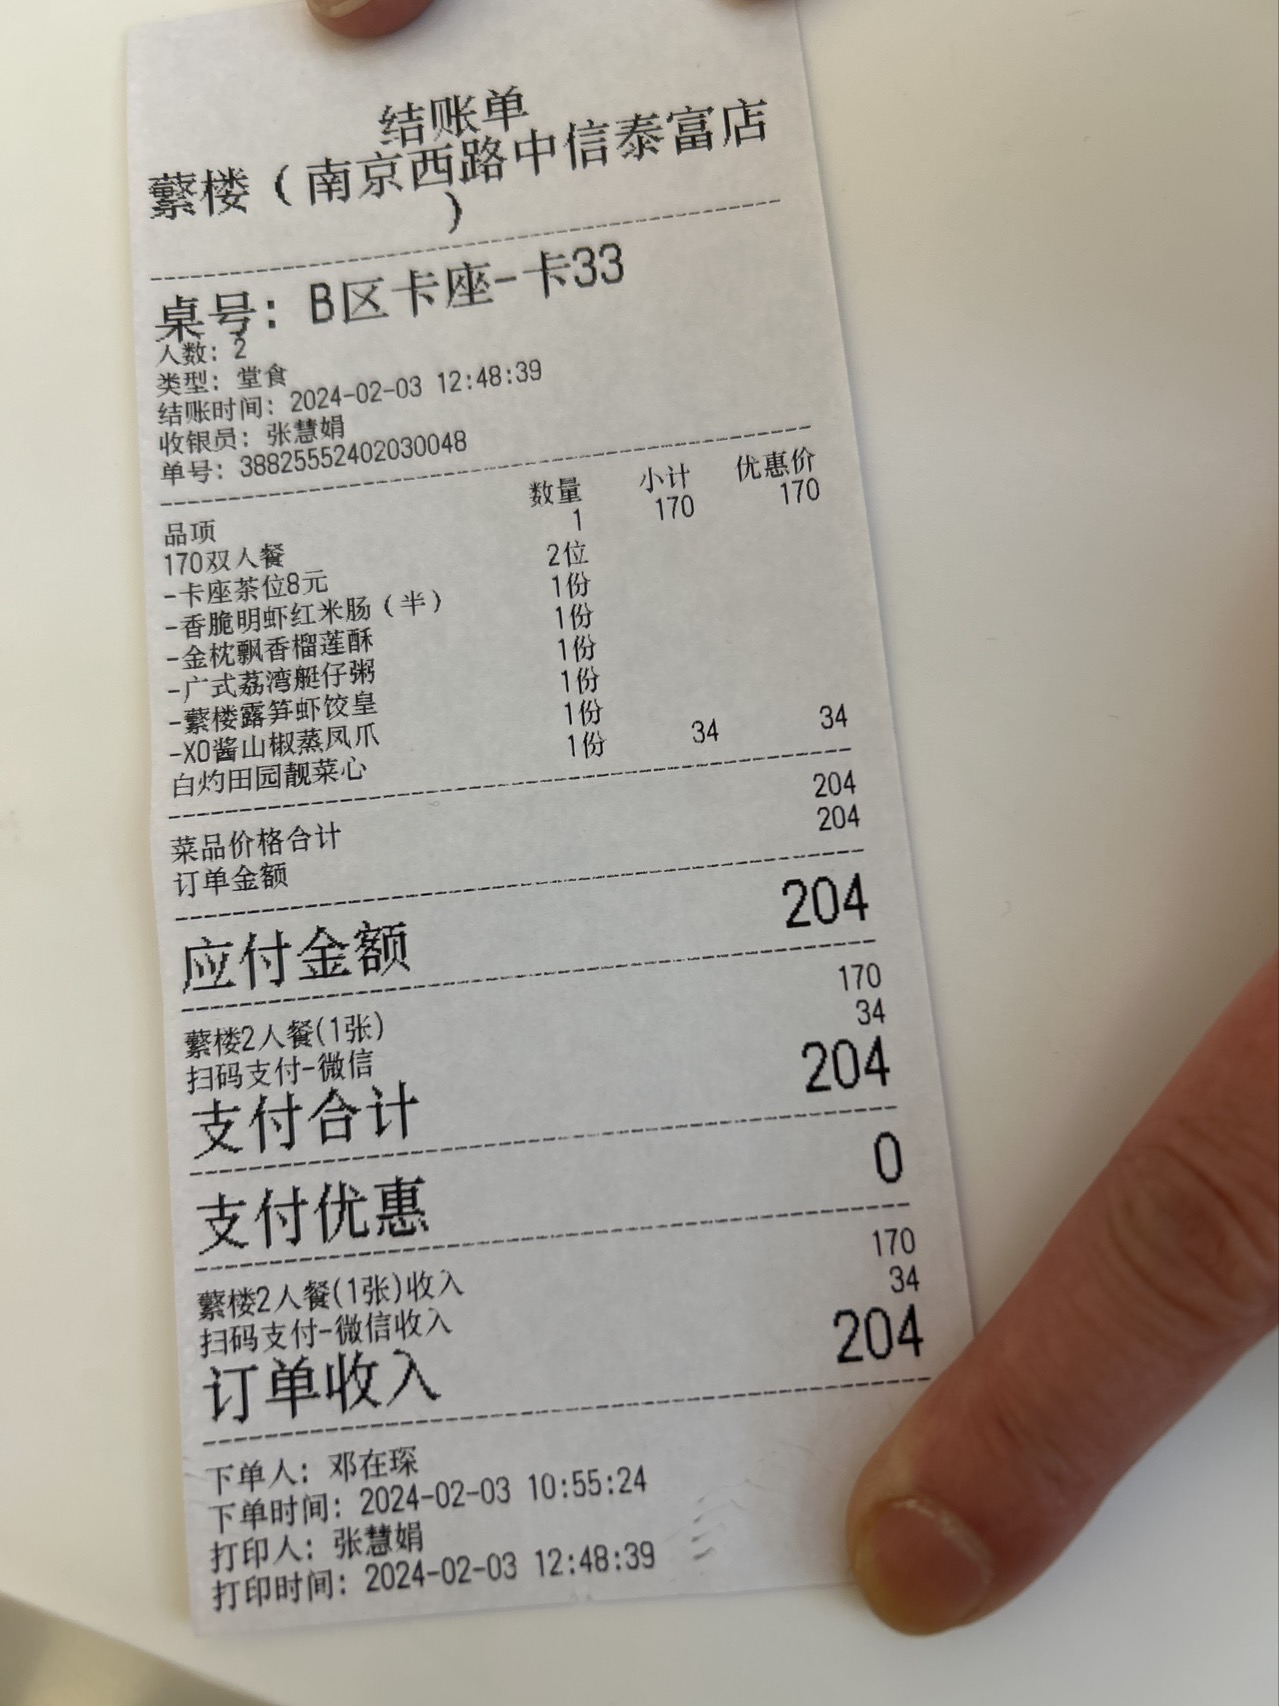 结账单
蘩楼（南京西路中信泰富店
）
桌号：B区卡座-卡33
人数：2
类型：堂食
结账时间：2024-02-03 12:48:39
收银员：张慧娟
单号：38825552402030048
品项 数量 小计 优惠价
170双人餐 1 170 170
-卡座茶位8元 2位
-香脆明虾红米肠（半） 1份
-金枕飘香榴莲酥 1份
-广式荔湾艇仔粥 1份
-蘩楼露笋虾饺皇 1份
-XO酱山椒蒸凤爪 1份
白灼田园靓菜心 1份 34 34
菜品价格合计 204
订单金额 204
应付金额 204
蘩楼2人餐(1张) 170
扫码支付-微信 34
支付合计 204
支付优惠 0
蘩楼2人餐(1张)收入 170
扫码支付-微信收入 34
订单收入 204
下单人：邓在琛
下单时间：2024-02-03 10:55:24
打印人：张慧娟
打印时间：2024-02-03 12:48:39